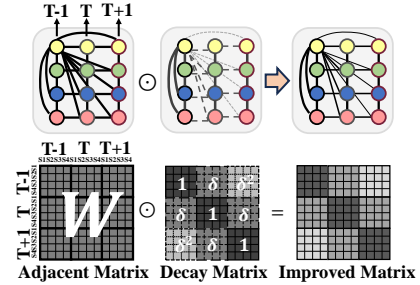 T-1 T T+1
⊙
T-1 T T+1
S1S2S3S4S1S2S3S4S1S2S3S4
T-1 T T+1
W
⊙
1 δ δ²
δ 1 δ
δ² δ 1
=
Adjacent Matrix Decay Matrix Improved Matrix